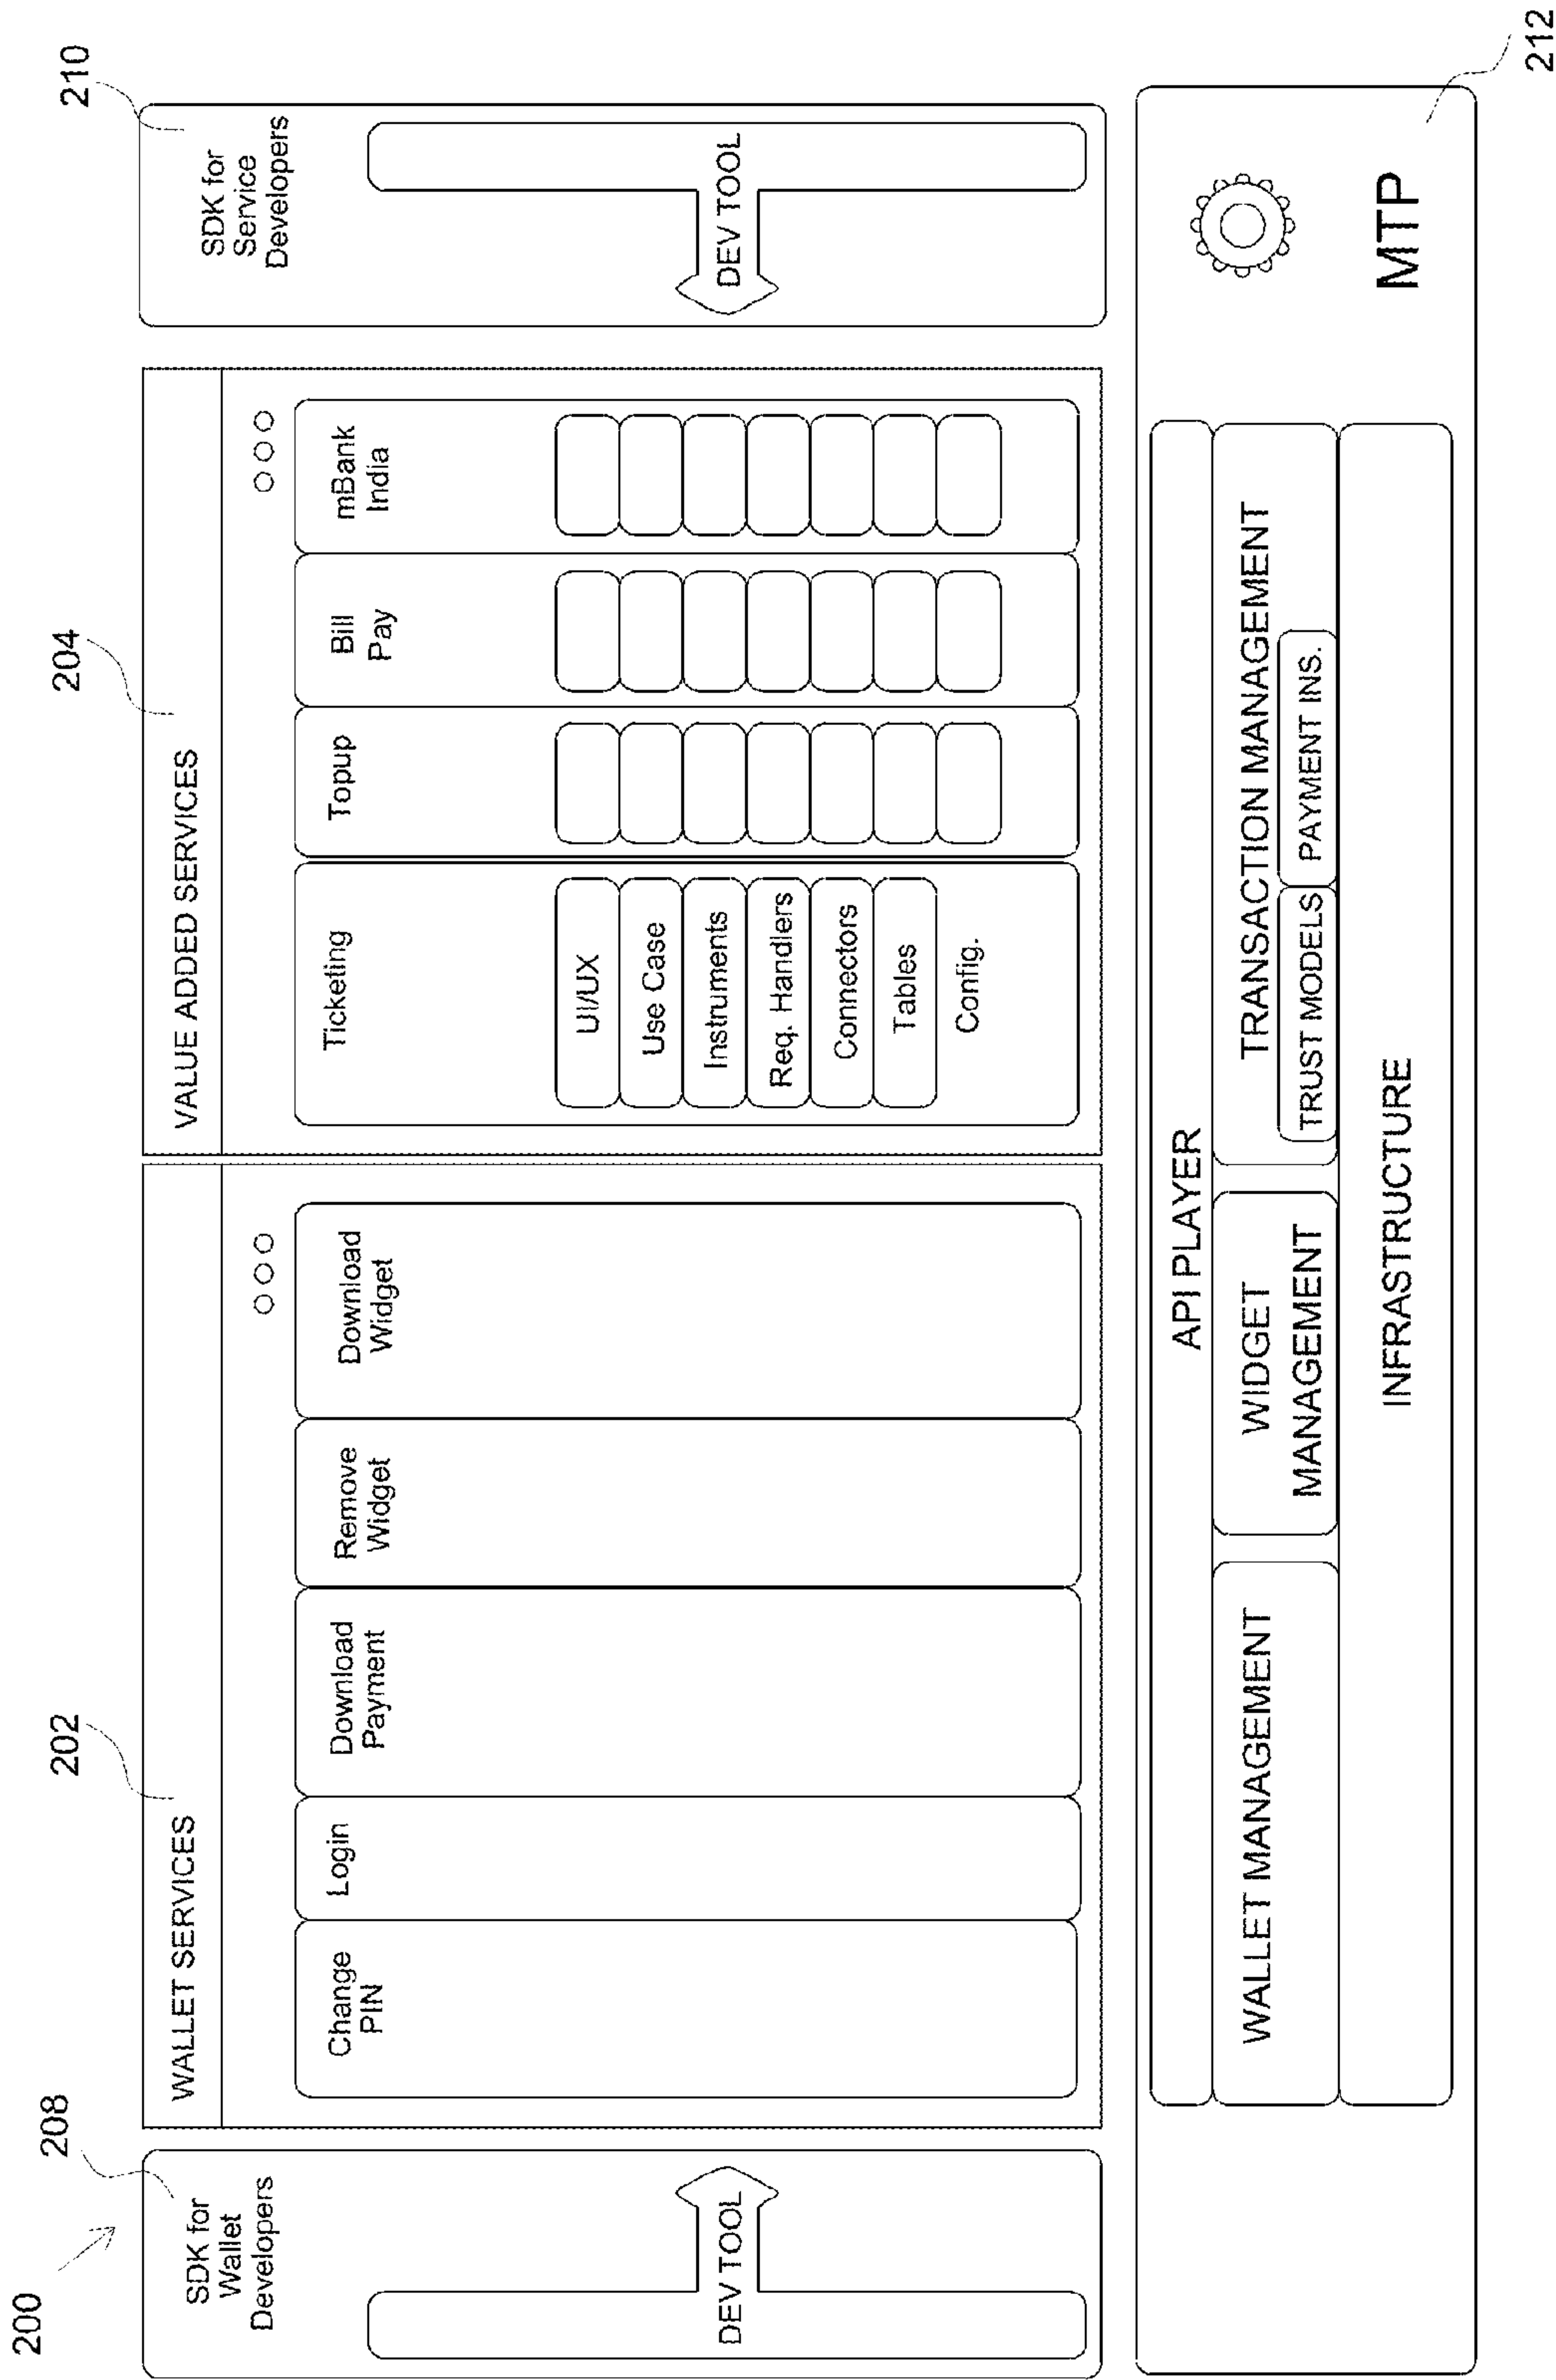 200
208
202
204
210
SDK for
Wallet
Developers
DEV TOOL
WALLET SERVICES
Change
PIN
Login
Download
Payment
Remove
Widget
Download
Widget
VALUE ADDED SERVICES
Ticketing
UI/UX
Use Case
Instruments
Req. Handlers
Connectors
Tables
Config.
Topup
Bill
Pay
mBank
India
SDK for
Service
Developers
DEV TOOL
API PLAYER
WALLET MANAGEMENT
WIDGET
MANAGEMENT
TRANSACTION MANAGEMENT
TRUST MODELS
PAYMENT INS.
INFRASTRUCTURE
MTP
212